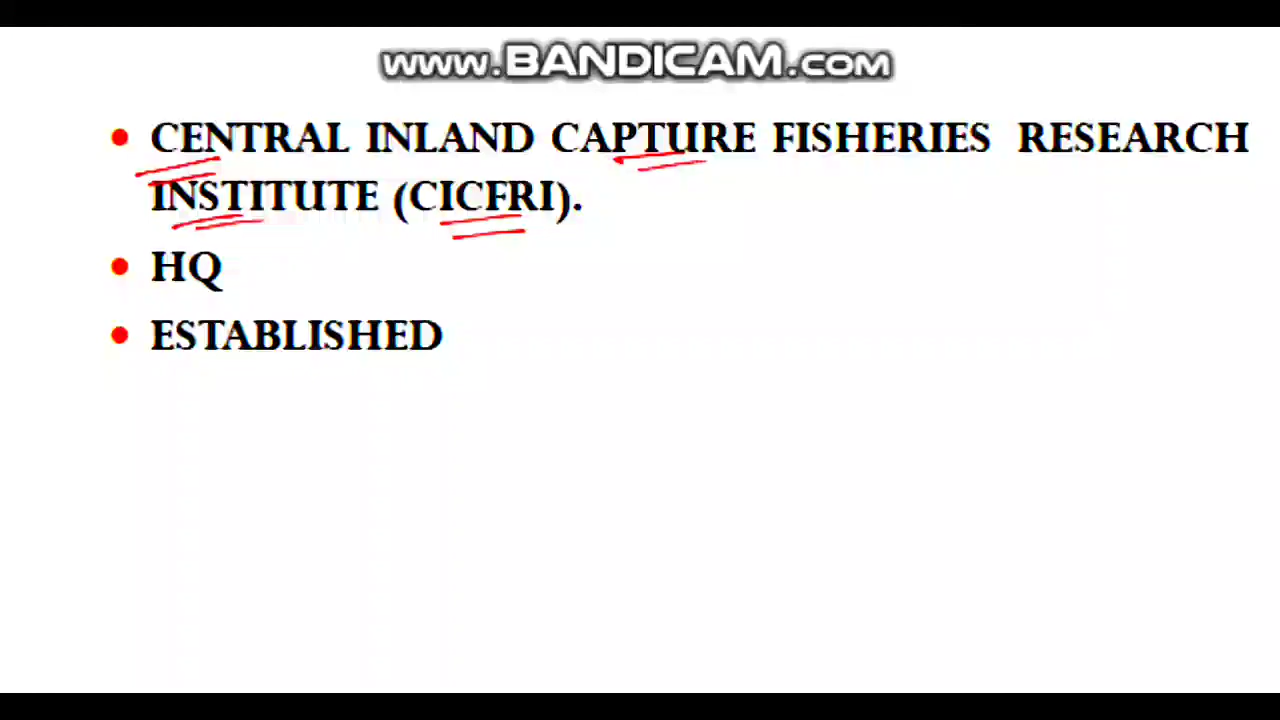 www.BANDICAM.com
• CENTRAL INLAND CAPTURE FISHERIES RESEARCH
INSTITUTE (CICFRI).
• HQ
• ESTABLISHED